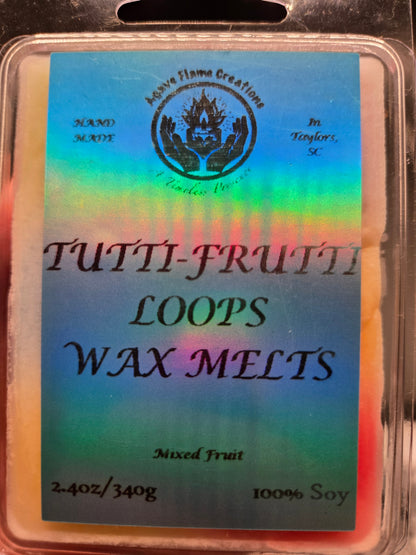 Agave Flame Creations
A Timeless
HAND
MADE
In
Taylors,
SC
TUTTI-FRUTTI
LOOPS
WAX MELTS
Mixed Fruit
2.4oz/340g
100% Soy